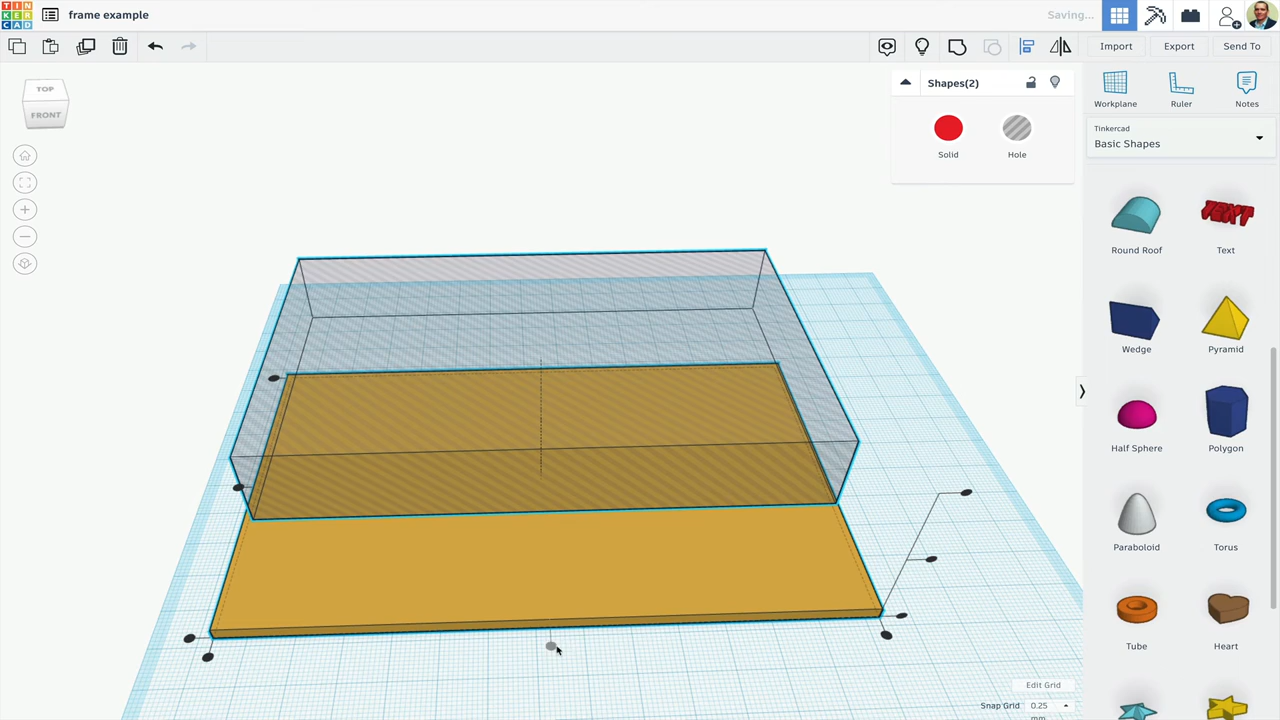 TIN
KER
CAD
frame example
Saving...
Import
Export
Send To
TOP
FRONT
Shapes(2)
Solid
Hole
Workplane
Ruler
Notes
Tinkercad
Basic Shapes
Round Roof
TEXT
Text
Wedge
Pyramid
Half Sphere
Polygon
Paraboloid
Torus
Tube
Heart
Edit Grid
Snap Grid
0.25
mm